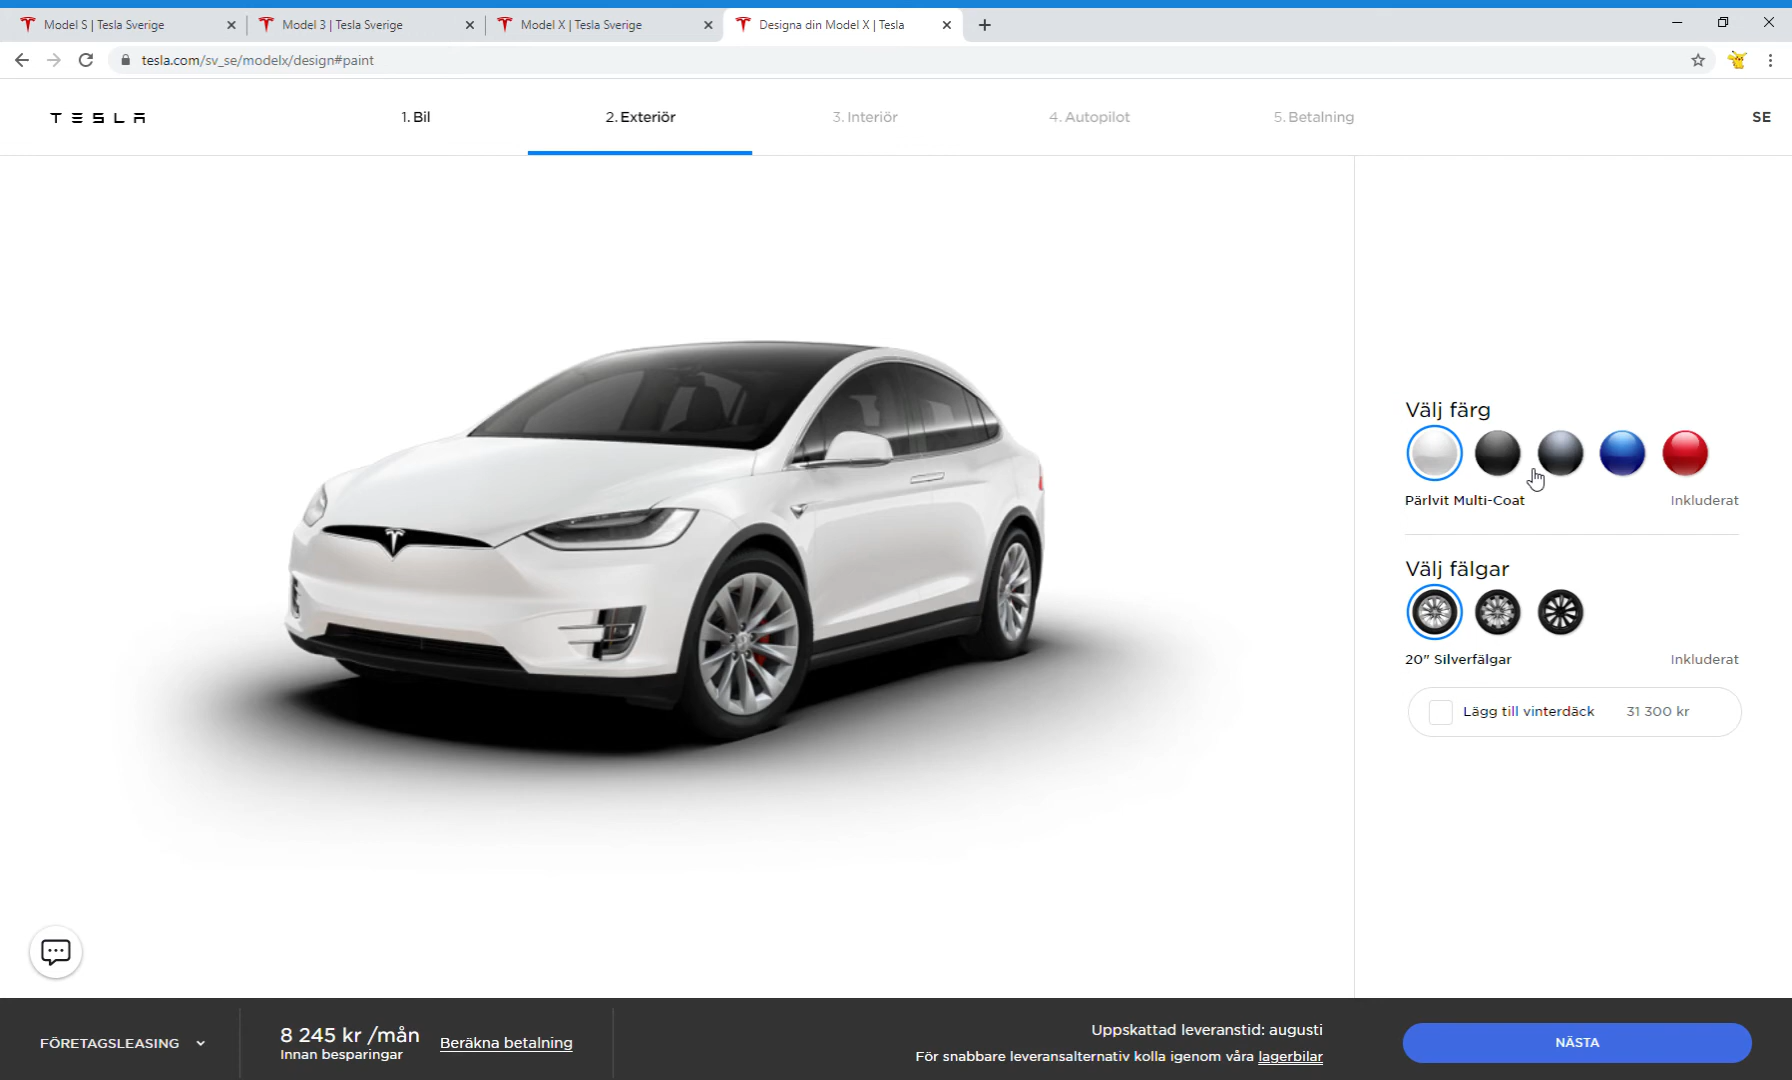 Model S | Tesla Sverige
Model 3 | Tesla Sverige
Model X | Tesla Sverige
Designa din Model X | Tesla
tesla.com/sv_se/modelx/design#paint
TESLA
1. Bil
2. Exteriör
3. Interiör
4. Autopilot
5. Betalning
SE
Välj färg
Pärlvit Multi-Coat
Inkluderat
Välj fälgar
20" Silverfälgar
Inkluderat
Lägg till vinterdäck
31 300 kr
FÖRETAGSLEASING
8 245 kr /mån
Innan besparingar
Beräkna betalning
Uppskattad leveranstid: augusti
För snabbare leveransalternativ kolla igenom våra lagerbilar
NÄSTA